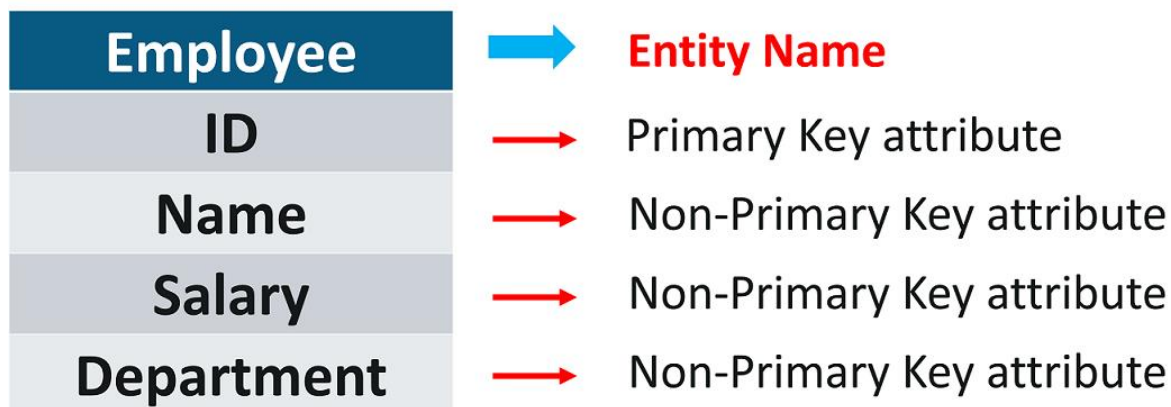 Employee Entity Name
ID Primary Key attribute
Name Non-Primary Key attribute
Salary Non-Primary Key attribute
Department Non-Primary Key attribute